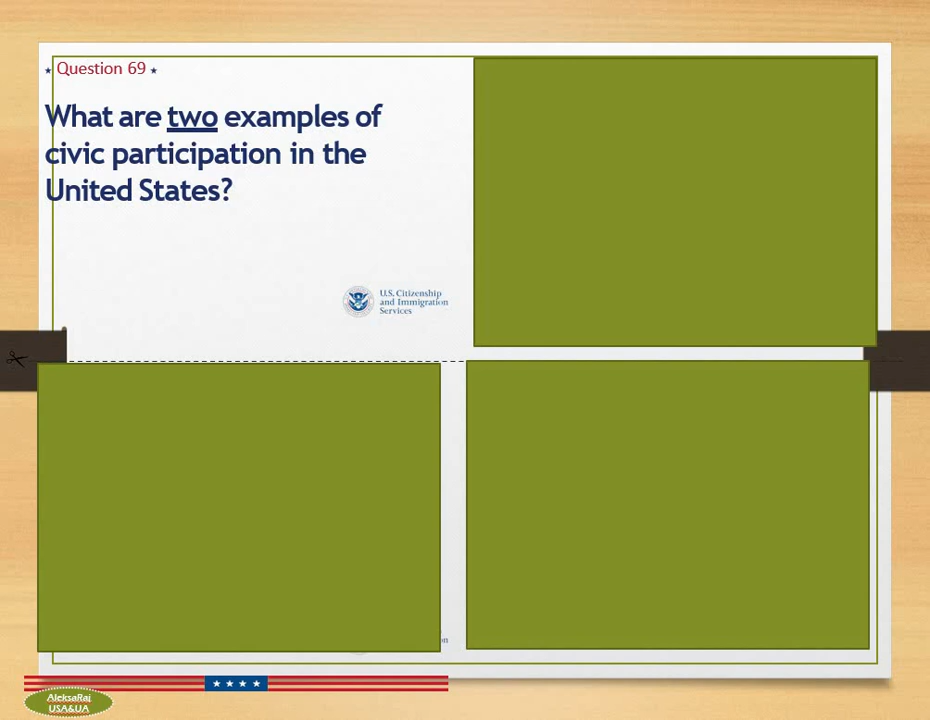 Question 69
What are two examples of
civic participation in the
United States?
U.S. Citizenship
and Immigration
Services
AleksaRaj
USA&UA